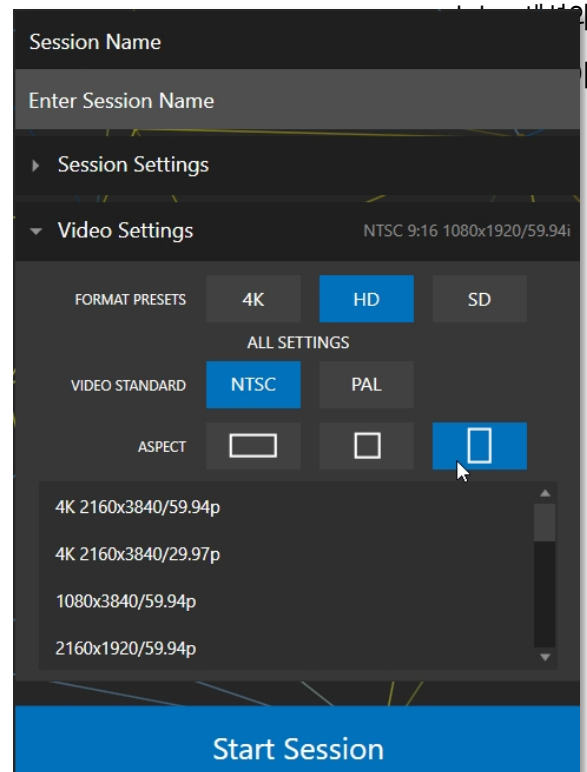 Session Name
Enter Session Name
Session Settings
Video Settings NTSC 9:16 1080x1920/59.94i
FORMAT PRESETS 4K HD SD
ALL SETTINGS
VIDEO STANDARD NTSC PAL
ASPECT
4K 2160x3840/59.94p
4K 2160x3840/29.97p
1080x3840/59.94p
2160x1920/59.94p
Start Session